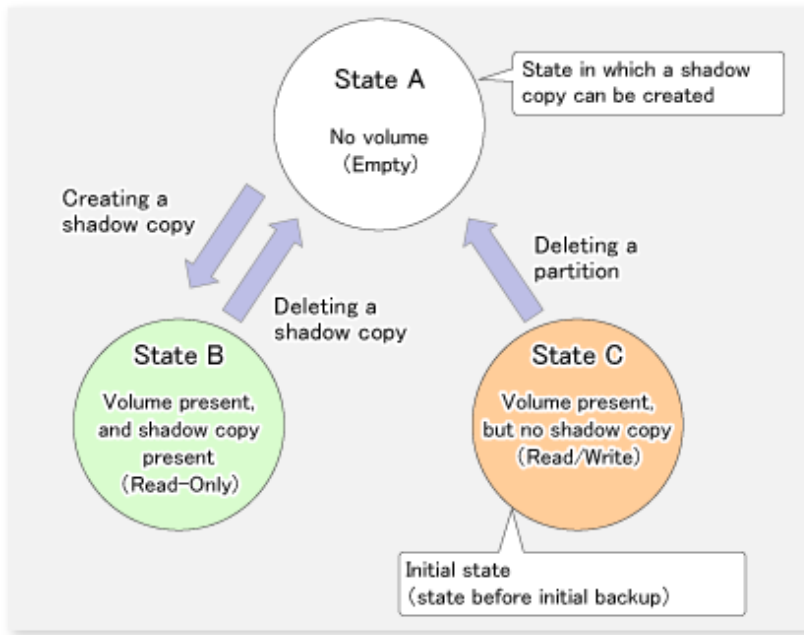 State A
No volume
(Empty)
State in which a shadow
copy can be created
Creating a
shadow copy
Deleting a
shadow copy
Deleting a
partition
State B
Volume present,
and shadow copy
present
(Read-Only)
State C
Volume present,
but no shadow copy
(Read/Write)
Initial state
(state before initial backup)